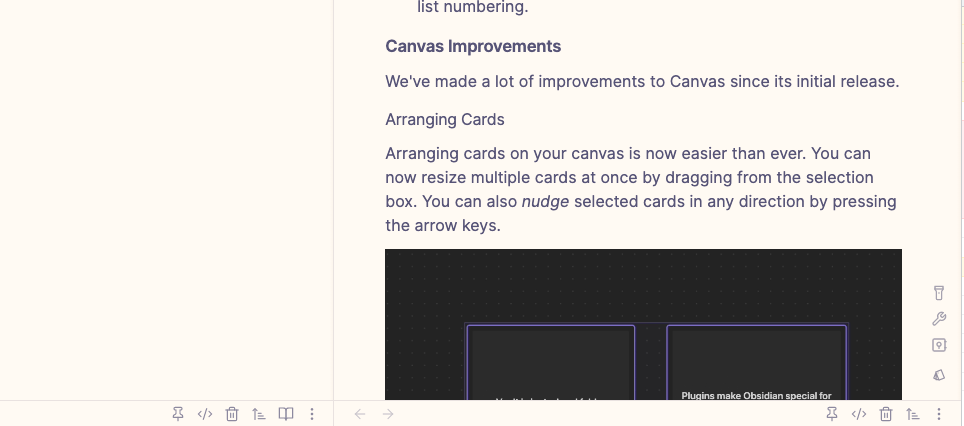 list numbering.
Canvas Improvements
We've made a lot of improvements to Canvas since its initial release.
Arranging Cards
Arranging cards on your canvas is now easier than ever. You can
now resize multiple cards at once by dragging from the selection
box. You can also nudge selected cards in any direction by pressing
the arrow keys.
Plugins make Obsidian special for